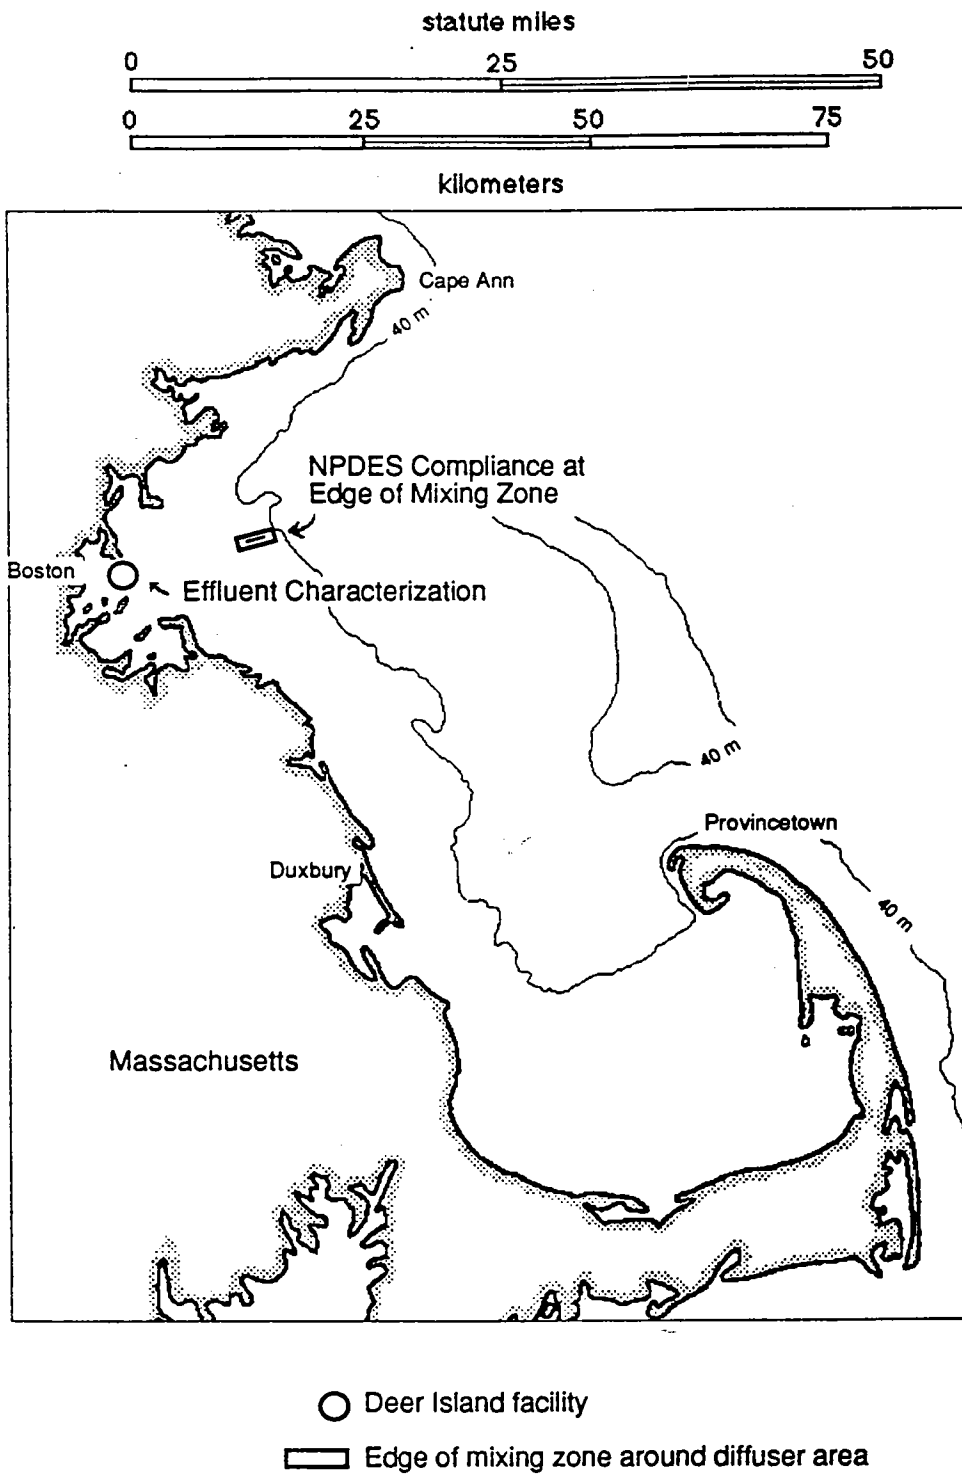 statute miles
0 25 50
0 25 50 75
kilometers
Cape Ann
40 m
NPDES Compliance at
Edge of Mixing Zone
Boston
Effluent Characterization
40 m
Provincetown
Duxbury
40 m
Massachusetts
Deer Island facility
Edge of mixing zone around diffuser area